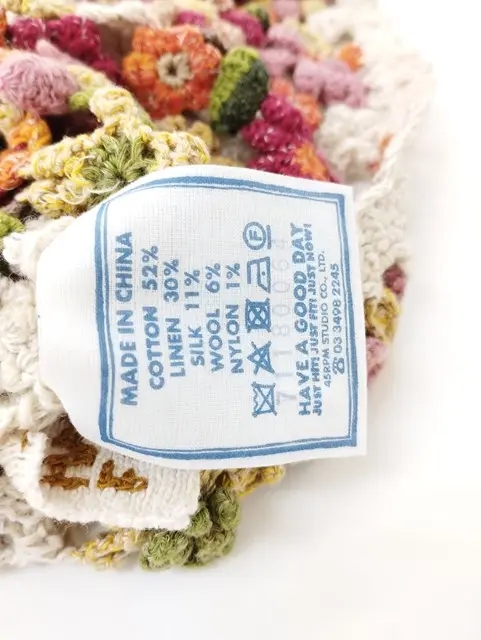 MADE IN CHINA
COTTON 52%
LINEN 30%
SILK 11%
WOOL 6%
NYLON 1%
F
HAVE A GOOD DAY
JUST HIT! JUST FIT! JUST NOW!
45RPM STUDIO CO., LTD.
☎ 03 3498 2245